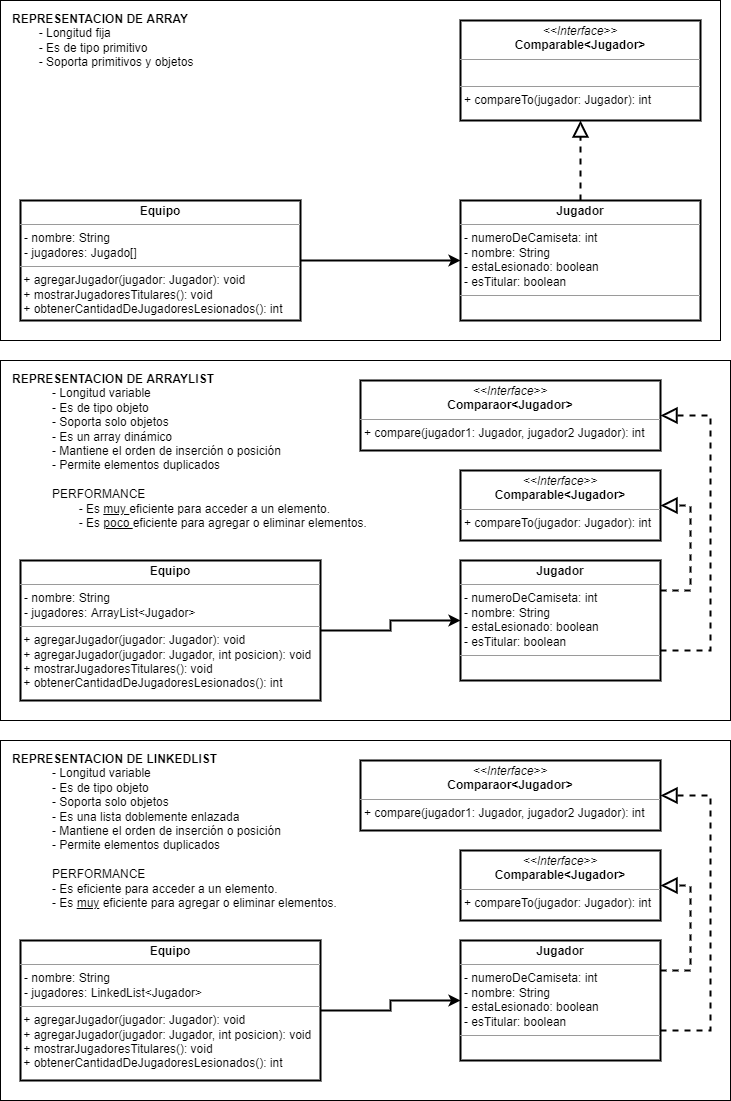 REPRESENTACION DE ARRAY
- Longitud fija
- Es de tipo primitivo
- Soporta primitivos y objetos
<<Interface>>
Comparable<Jugador>
+ compareTo(jugador: Jugador): int
Equipo
- nombre: String
- jugadores: Jugado[]
+ agregarJugador(jugador: Jugador): void
+ mostrarJugadoresTitulares(): void
+ obtenerCantidadDeJugadoresLesionados(): int
Jugador
- numeroDeCamiseta: int
- nombre: String
- estaLesionado: boolean
- esTitular: boolean
REPRESENTACION DE ARRAYLIST
- Longitud variable
- Es de tipo objeto
- Soporta solo objetos
- Es un array dinámico
- Mantiene el orden de inserción o posición
- Permite elementos duplicados
PERFORMANCE
- Es muy eficiente para acceder a un elemento.
- Es poco eficiente para agregar o eliminar elementos.
<<Interface>>
Comparaor<Jugador>
+ compare(jugador1: Jugador, jugador2 Jugador): int
<<Interface>>
Comparable<Jugador>
+ compareTo(jugador: Jugador): int
Equipo
- nombre: String
- jugadores: ArrayList<Jugador>
+ agregarJugador(jugador: Jugador): void
+ agregarJugador(jugador: Jugador, int posicion): void
+ mostrarJugadoresTitulares(): void
+ obtenerCantidadDeJugadoresLesionados(): int
Jugador
- numeroDeCamiseta: int
- nombre: String
- estaLesionado: boolean
- esTitular: boolean
REPRESENTACION DE LINKEDLIST
- Longitud variable
- Es de tipo objeto
- Soporta solo objetos
- Es una lista doblemente enlazada
- Mantiene el orden de inserción o posición
- Permite elementos duplicados
PERFORMANCE
- Es eficiente para acceder a un elemento.
- Es muy eficiente para agregar o eliminar elementos.
<<Interface>>
Comparaor<Jugador>
+ compare(jugador1: Jugador, jugador2 Jugador): int
<<Interface>>
Comparable<Jugador>
+ compareTo(jugador: Jugador): int
Equipo
- nombre: String
- jugadores: LinkedList<Jugador>
+ agregarJugador(jugador: Jugador): void
+ agregarJugador(jugador: Jugador, int posicion): void
+ mostrarJugadoresTitulares(): void
+ obtenerCantidadDeJugadoresLesionados(): int
Jugador
- numeroDeCamiseta: int
- nombre: String
- estaLesionado: boolean
- esTitular: boolean